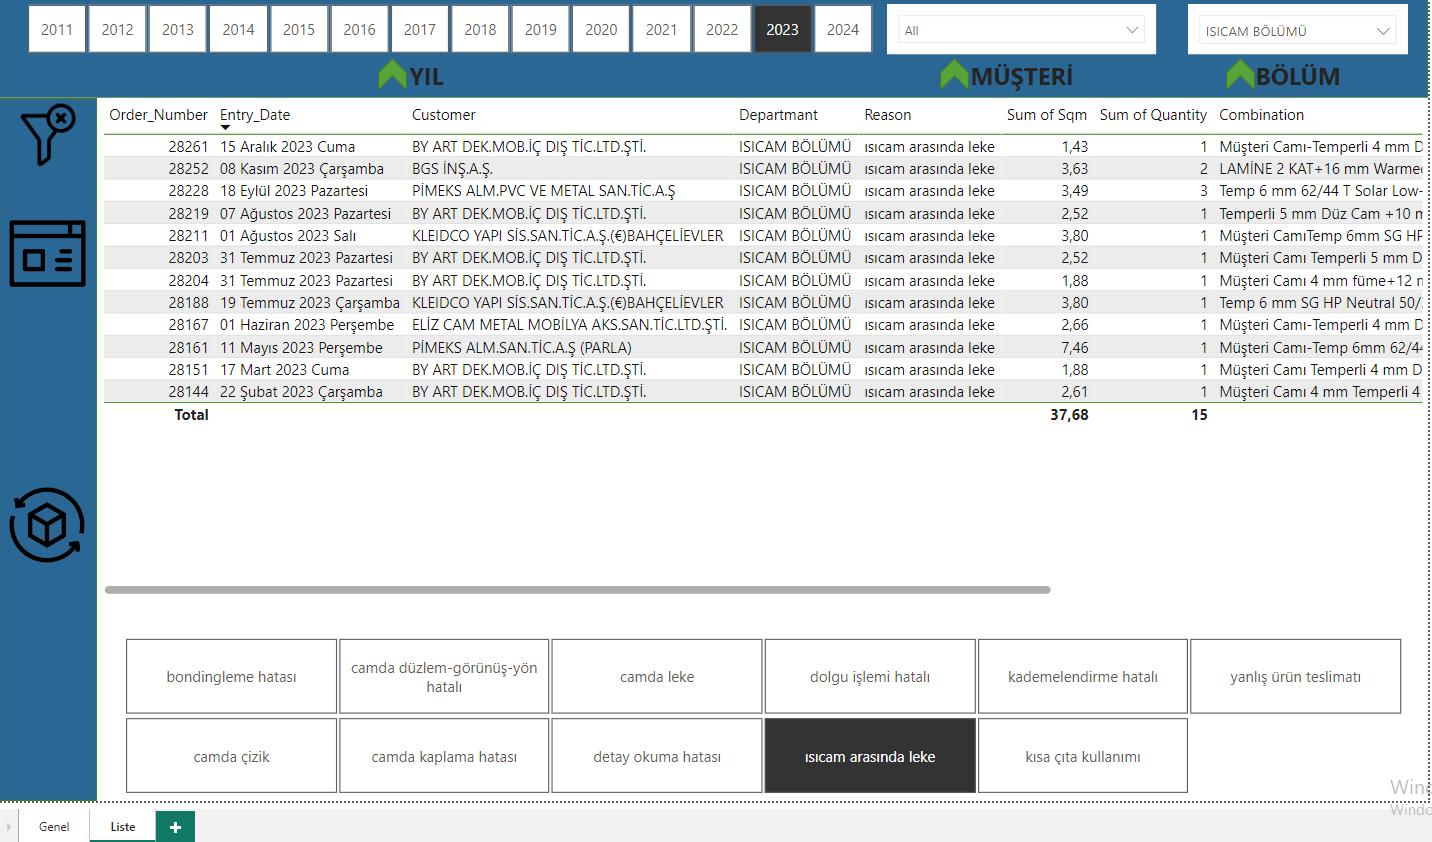 2011 2012 2013 2014 2015 2016 2017 2018 2019 2020 2021 2022 2023 2024 All ISICAM BÖLÜMÜ
YIL MÜŞTERİ BÖLÜM
Order_Number Entry_Date Customer Departmant Reason Sum of Sqm Sum of Quantity Combination
28261 15 Aralık 2023 Cuma BY ART DEK.MOB.İÇ DIŞ TİC.LTD.ŞTİ. ISICAM BÖLÜMÜ ısıcam arasında leke 1,43 1 Müşteri Camı-Temperli 4 mm D
28252 08 Kasım 2023 Çarşamba BGS İNŞ.A.Ş. ISICAM BÖLÜMÜ ısıcam arasında leke 3,63 2 LAMİNE 2 KAT+16 mm Warmec
28228 18 Eylül 2023 Pazartesi PİMEKS ALM.PVC VE METAL SAN.TİC.A.Ş ISICAM BÖLÜMÜ ısıcam arasında leke 3,49 3 Temp 6 mm 62/44 T Solar Low-
28219 07 Ağustos 2023 Pazartesi BY ART DEK.MOB.İÇ DIŞ TİC.LTD.ŞTİ. ISICAM BÖLÜMÜ ısıcam arasında leke 2,52 1 Temperli 5 mm Düz Cam +10 m
28211 01 Ağustos 2023 Salı KLEIDCO YAPI SİS.SAN.TİC.A.Ş.(€)BAHÇELİEVLER ISICAM BÖLÜMÜ ısıcam arasında leke 3,80 1 Müşteri CamıTemp 6mm SG HP
28203 31 Temmuz 2023 Pazartesi BY ART DEK.MOB.İÇ DIŞ TİC.LTD.ŞTİ. ISICAM BÖLÜMÜ ısıcam arasında leke 2,52 1 Müşteri Camı Temperli 5 mm D
28204 31 Temmuz 2023 Pazartesi BY ART DEK.MOB.İÇ DIŞ TİC.LTD.ŞTİ. ISICAM BÖLÜMÜ ısıcam arasında leke 1,88 1 Müşteri Camı 4 mm füme+12 m
28188 19 Temmuz 2023 Çarşamba KLEIDCO YAPI SİS.SAN.TİC.A.Ş.(€)BAHÇELİEVLER ISICAM BÖLÜMÜ ısıcam arasında leke 3,80 1 Temp 6 mm SG HP Neutral 50/
28167 01 Haziran 2023 Perşembe ELİZ CAM METAL MOBİLYA AKS.SAN.TİC.LTD.ŞTİ. ISICAM BÖLÜMÜ ısıcam arasında leke 2,66 1 Müşteri Camı-Temperli 4 mm D
28161 11 Mayıs 2023 Perşembe PİMEKS ALM.SAN.TİC.A.Ş (PARLA) ISICAM BÖLÜMÜ ısıcam arasında leke 7,46 1 Müşteri Camı-Temp 6mm 62/44
28151 17 Mart 2023 Cuma BY ART DEK.MOB.İÇ DIŞ TİC.LTD.ŞTİ. ISICAM BÖLÜMÜ ısıcam arasında leke 1,88 1 Müşteri Camı Temperli 4 mm D
28144 22 Şubat 2023 Çarşamba BY ART DEK.MOB.İÇ DIŞ TİC.LTD.ŞTİ. ISICAM BÖLÜMÜ ısıcam arasında leke 2,61 1 Müşteri Camı 4 mm Temperli 4
Total 37,68 15
bondingleme hatası
camda düzlem-görünüş-yön
hatalı
camda leke
dolgu işlemi hatalı
kademelendirme hatalı
yanlış ürün teslimatı
camda çizik
camda kaplama hatası
detay okuma hatası
ısıcam arasında leke
kısa çıta kullanımı
Genel Liste